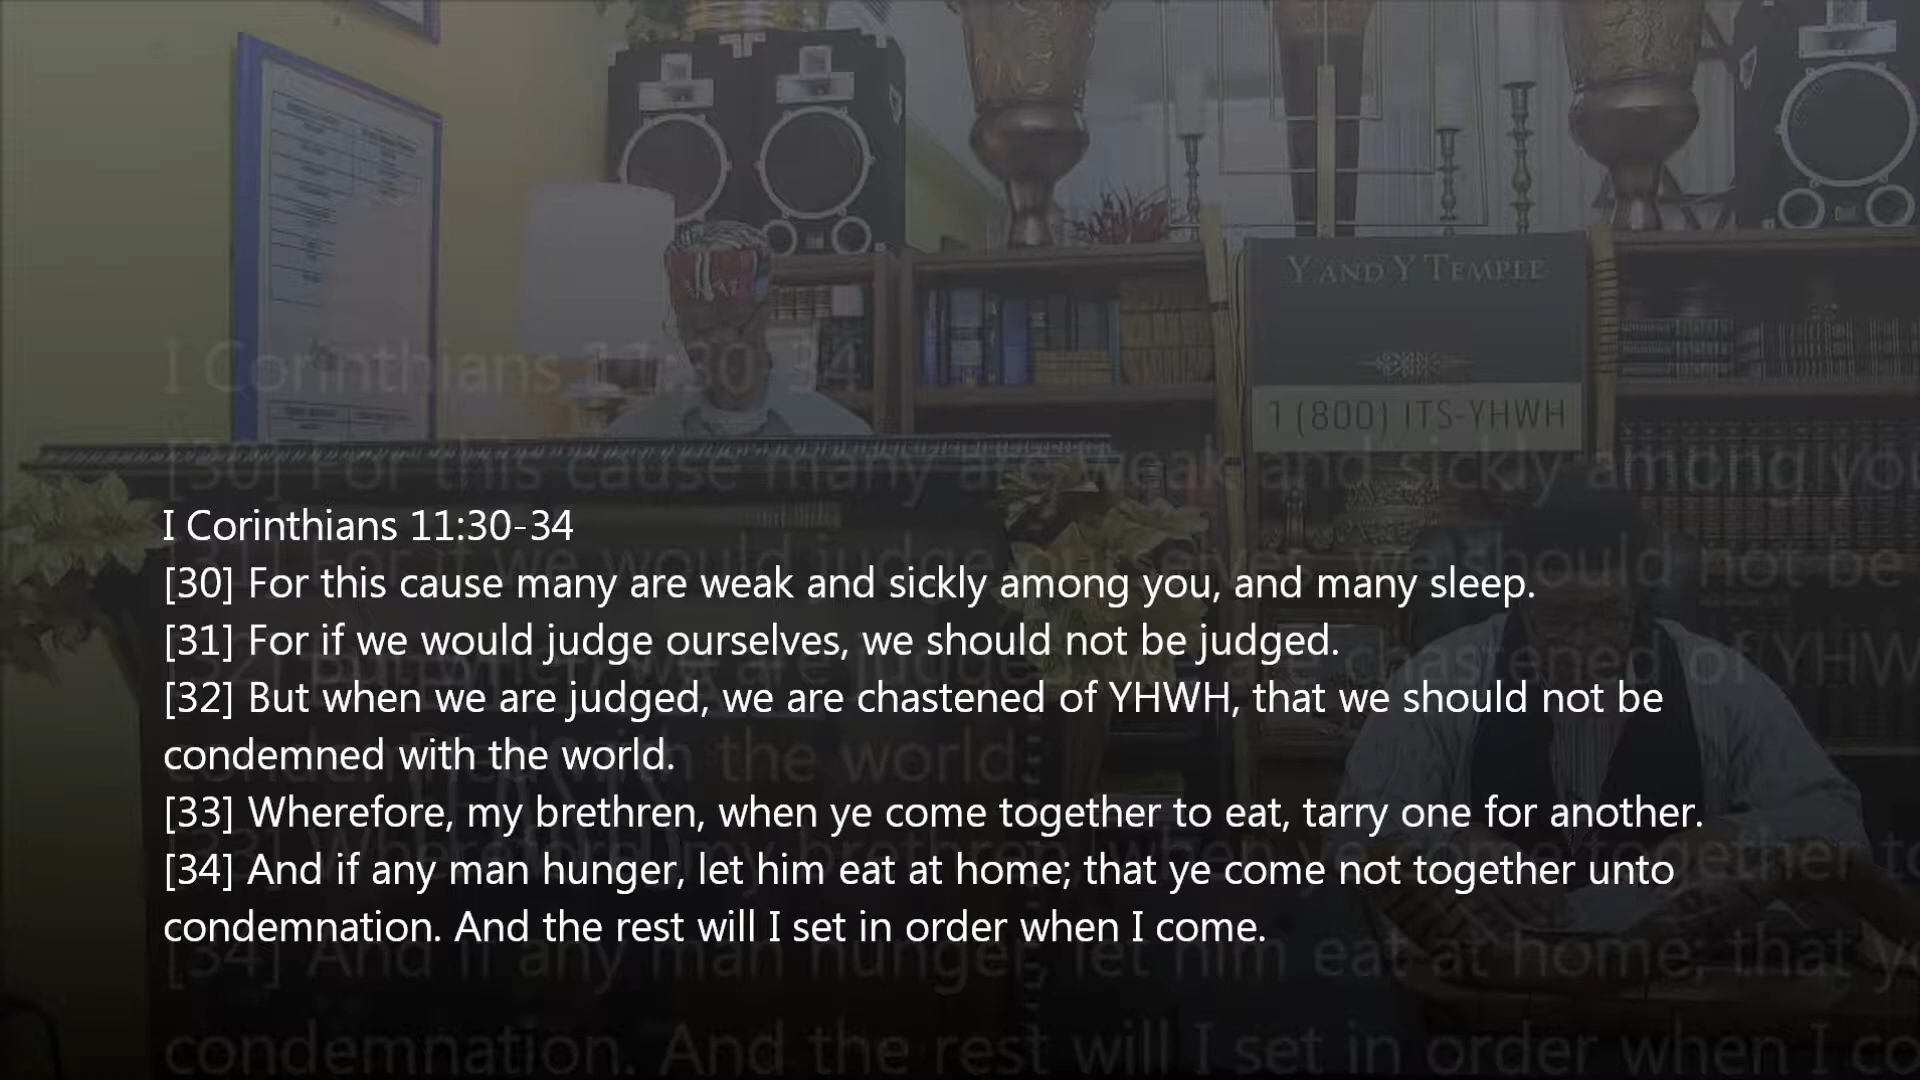 Y AND Y TEMPLE
1 (800) ITS-YHWH
I Corinthians 11:30-34
[30] For this cause many are weak and sickly among you, and many sleep.
[31] For if we would judge ourselves, we should not be judged.
[32] But when we are judged, we are chastened of YHWH, that we should not be
condemned with the world.
[33] Wherefore, my brethren, when ye come together to eat, tarry one for another.
[34] And if any man hunger, let him eat at home; that ye come not together unto
condemnation. And the rest will I set in order when I come.